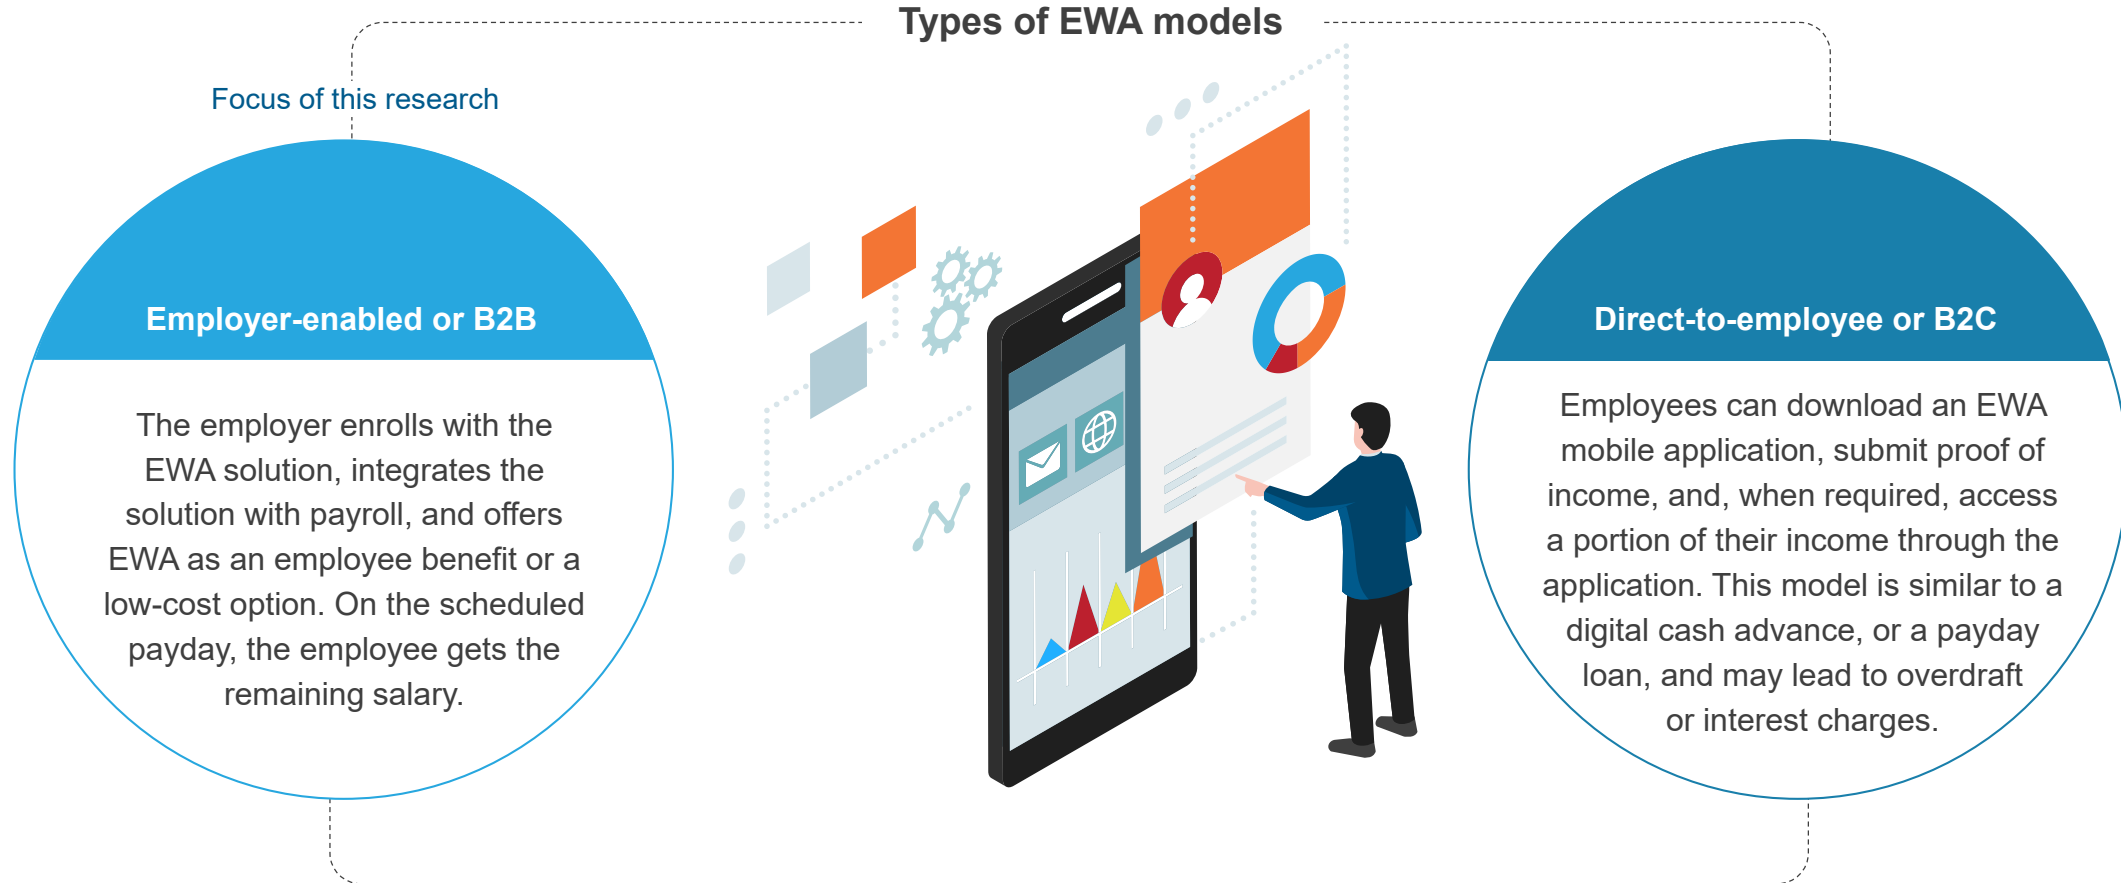 Types of EWA models
Focus of this research
Employer-enabled or B2B
The employer enrolls with the
EWA solution, integrates the
solution with payroll, and offers
EWA as an employee benefit or a
low-cost option. On the scheduled
payday, the employee gets the
remaining salary.
Direct-to-employee or B2C
Employees can download an EWA
mobile application, submit proof of
income, and, when required, access
a portion of their income through the
application. This model is similar to a
digital cash advance, or a payday
loan, and may lead to overdraft
or interest charges.